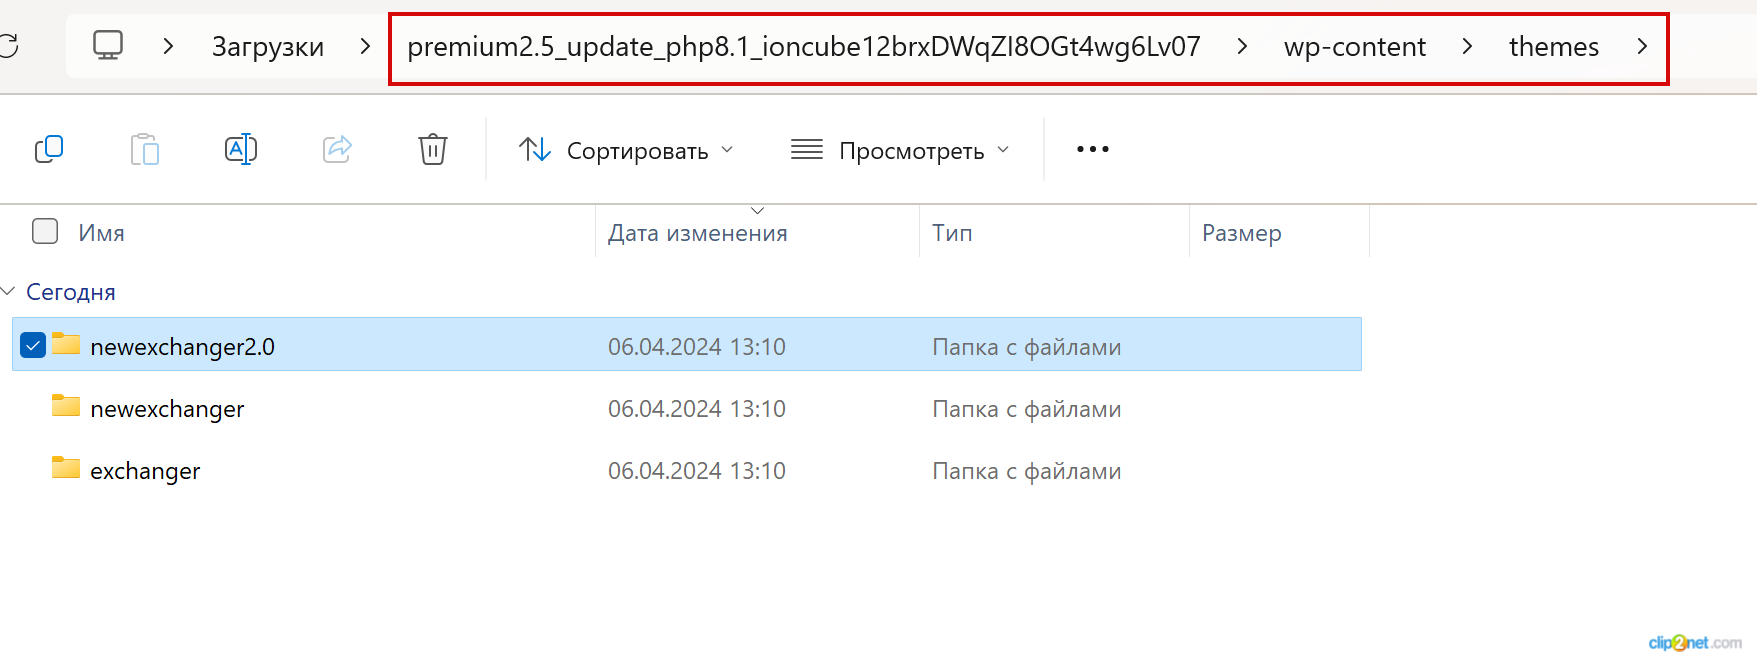 Загрузки premium2.5_update_php8.1_ioncube12brxDWqZI8OGt4wg6Lv07 wp-content themes
Сортировать Просмотреть
Имя Дата изменения Тип Размер
Сегодня
newexchanger2.0 06.04.2024 13:10 Папка с файлами
newexchanger 06.04.2024 13:10 Папка с файлами
exchanger 06.04.2024 13:10 Папка с файлами
clip2net.com